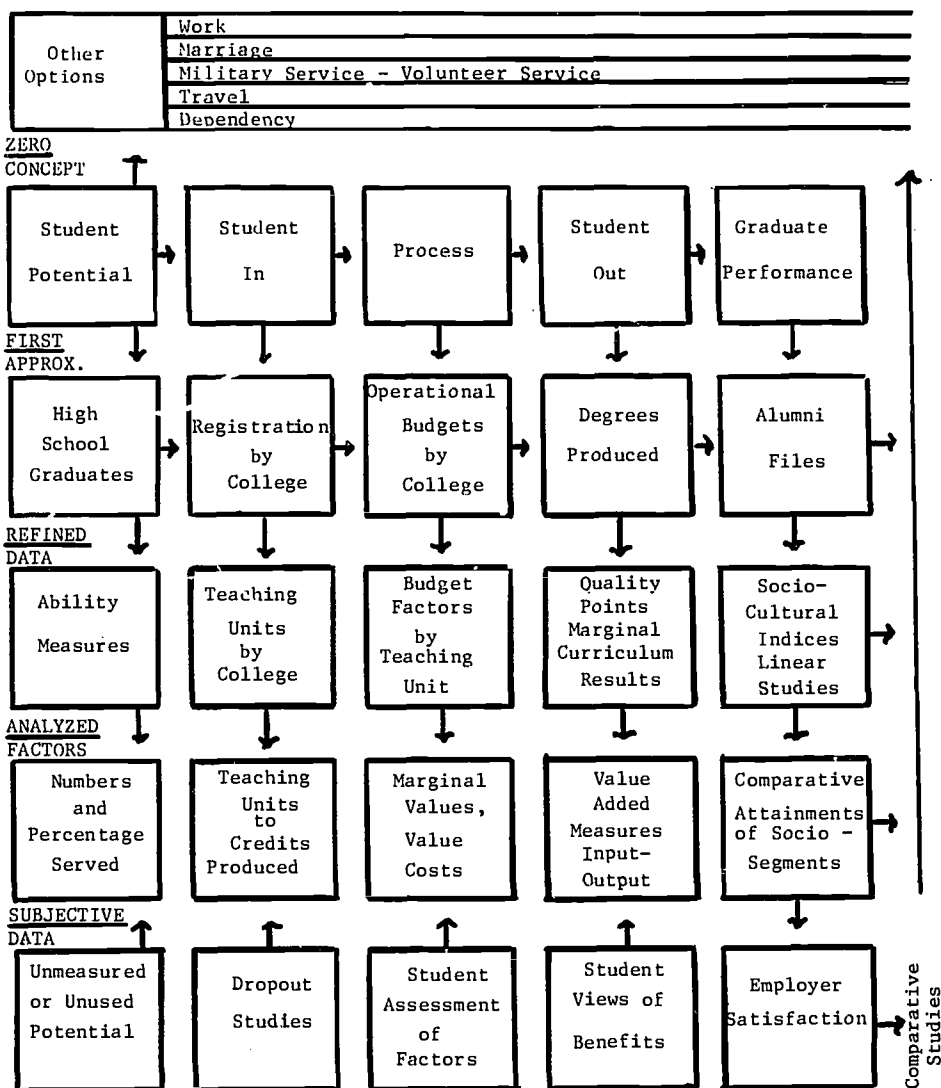 Other
Options
Work
Marriage
Military Service - Volunteer Service
Travel
Dependency
ZERO
CONCEPT
Student
Potential
Student
In
Process
Student
Out
Graduate
Performance
FIRST
APPROX.
High
School
Graduates
Registration
by
College
Operational
Budgets
by
College
Degrees
Produced
Alumni
Files
REFINED
DATA
Ability
Measures
Teaching
Units
by
College
Budget
Factors
by
Teaching
Unit
Quality
Points
Marginal
Curriculum
Results
Socio-
Cultural
Indices
Linear
Studies
ANALYZED
FACTORS
Numbers
and
Percentage
Served
Teaching
Units
to
Credits
Produced
Marginal
Values,
Value
Costs
Value
Added
Measures
Input-
Output
Comparative
Attainments
of Socio -
Segments
SUBJECTIVE
DATA
Unmeasured
or Unused
Potential
Dropout
Studies
Student
Assessment
of
Factors
Student
Views of
Benefits
Employer
Satisfaction
Comparative
Studies